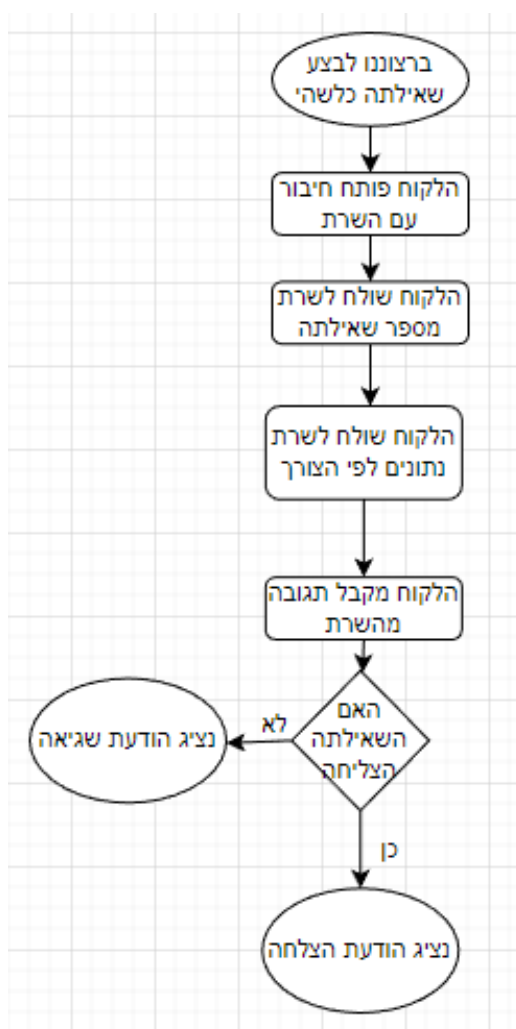 ברצוננו לבצע
שאילתה כלשהי
הלקוח פותח חיבור
עם השרת
הלקוח שולח לשרת
מספר שאילתה
הלקוח שולח לשרת
נתונים לפי הצורך
הלקוח מקבל תגובה
מהשרת
האם
השאילתה
הצליחה
לא
נציג הודעת שגיאה
כן
נציג הודעת הצלחה